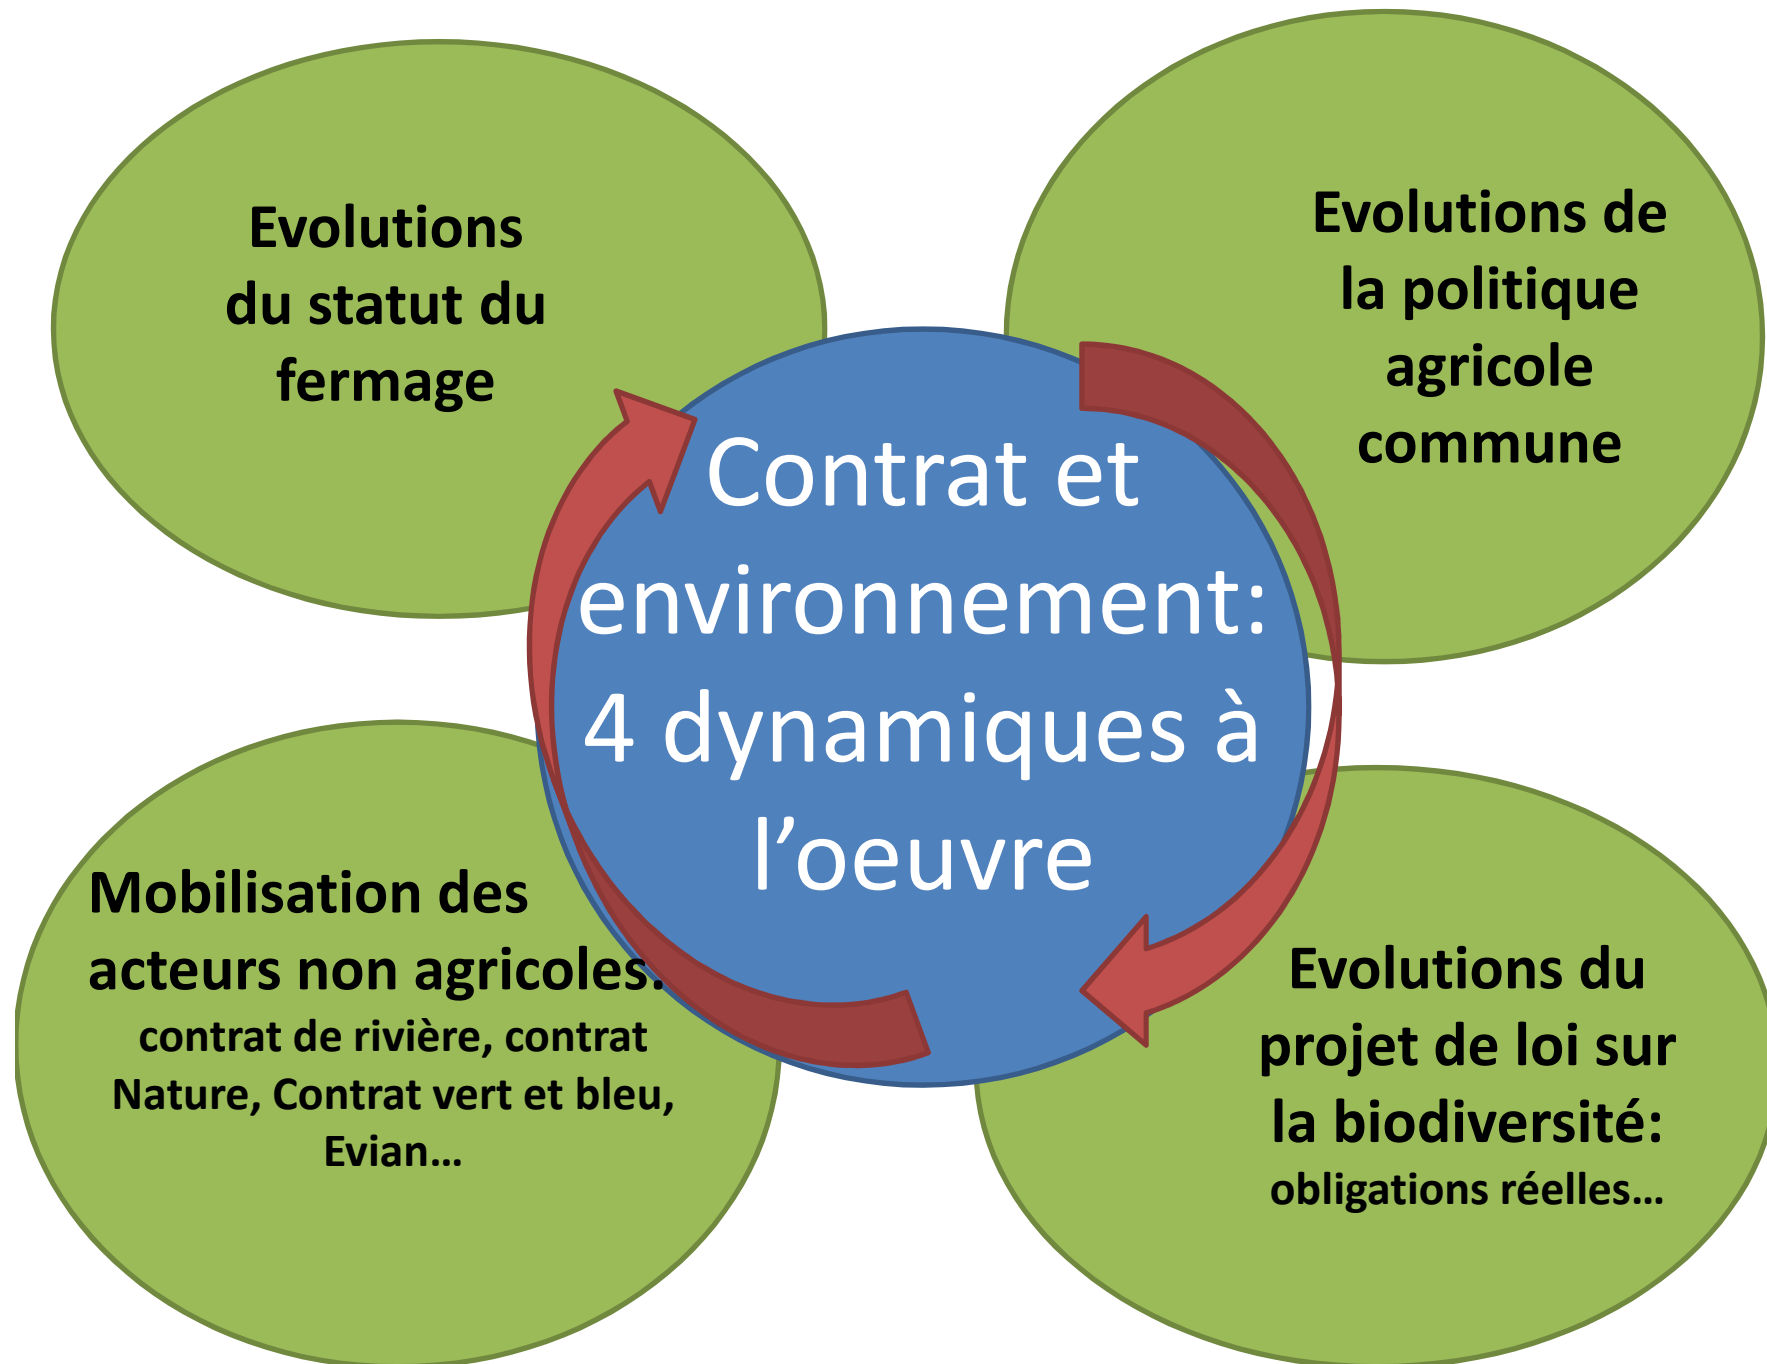 Evolutions
du statut du
fermage
Evolutions de
la politique
agricole
commune
Contrat et
environnement:
4 dynamiques à
l’oeuvre
Mobilisation des
acteurs non agricoles:
contrat de rivière, contrat
Nature, Contrat vert et bleu,
Evian…
Evolutions du
projet de loi sur
la biodiversité:
obligations réelles…